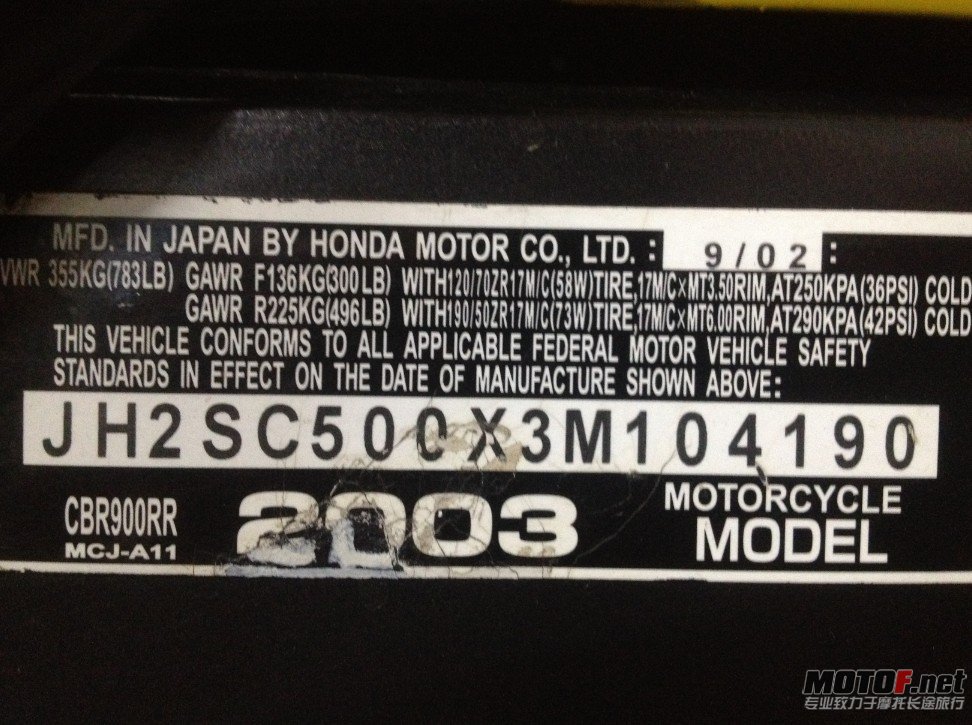 MFD. IN JAPAN BY HONDA MOTOR CO., LTD. : 9/02 :
VWR 355KG(783LB) GAWR F136KG(300LB) WITH120/70ZR17M/C(58W)TIRE,17M/C×MT3.50RIM,AT250KPA(36PSI) COLD
GAWR R225KG(496LB) WITH190/50ZR17M/C(73W)TIRE,17M/C×MT6.00RIM,AT290KPA(42PSI) COLD
THIS VEHICLE CONFORMS TO ALL APPLICABLE FEDERAL MOTOR VEHICLE SAFETY
STANDARDS IN EFFECT ON THE DATE OF MANUFACTURE SHOWN ABOVE:
JH2SC500X3M104190
CBR900RR
MCJ-A11
2003
MOTORCYCLE
MODEL
MOTOF.net
专业致力于摩托长途旅行